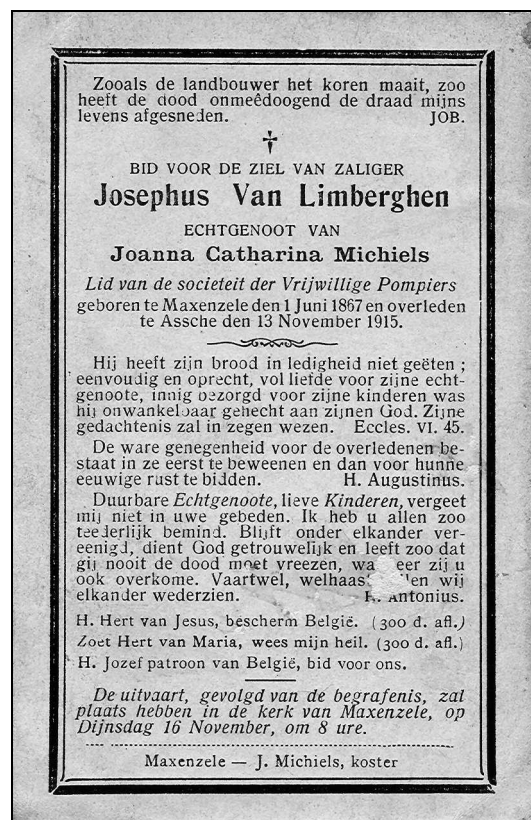 Zooals de landbouwer het koren maait, zoo
heeft de dood onmeêdoogend de draad mijns
levens afgesneden. JOB.
BID VOOR DE ZIEL VAN ZALIGER
Josephus Van Limberghen
ECHTGENOOT VAN
Joanna Catharina Michiels
Lid van de societeit der Vrijwillige Pompiers
geboren te Maxenzele den 1 Juni 1867 en overleden
te Assche den 13 November 1915.
Hij heeft zijn brood in ledigheid niet geëten ;
eenvoudig en oprecht, vol liefde voor zijne echt-
genoote, innig bezorgd voor zijne kinderen was
hij onwankelbaar gehecht aan zijnen God. Zijne
gedachtenis zal in zegen wezen. Eccles. VI. 45.
De ware genegenheid voor de overledenen be-
staat in ze eerst te beweenen en dan voor hunne
eeuwige rust te bidden. H. Augustinus.
Duurbare Echtgenoote, lieve Kinderen, vergeet
mij niet in uwe gebeden. Ik heb u allen zoo
teederlijk bemind. Blijft onder elkander ver-
eenigd, dient God getrouwelijk en leeft zoo dat
gij nooit de dood moet vreezen, zij u
ook overkome. Vaartwel, wij
elkander wederzien. H. Antonius.
H. Hert van Jesus, bescherm België. (300 d. afl.)
Zoet Hert van Maria, wees mijn heil. (300 d. afl.)
H. Jozef patroon van België, bid voor ons.
De uitvaart, gevolgd van de begrafenis, zal
plaats hebben in de kerk van Maxenzele, op
Dijnsdag 16 November, om 8 ure.
Maxenzele — J. Michiels, koster